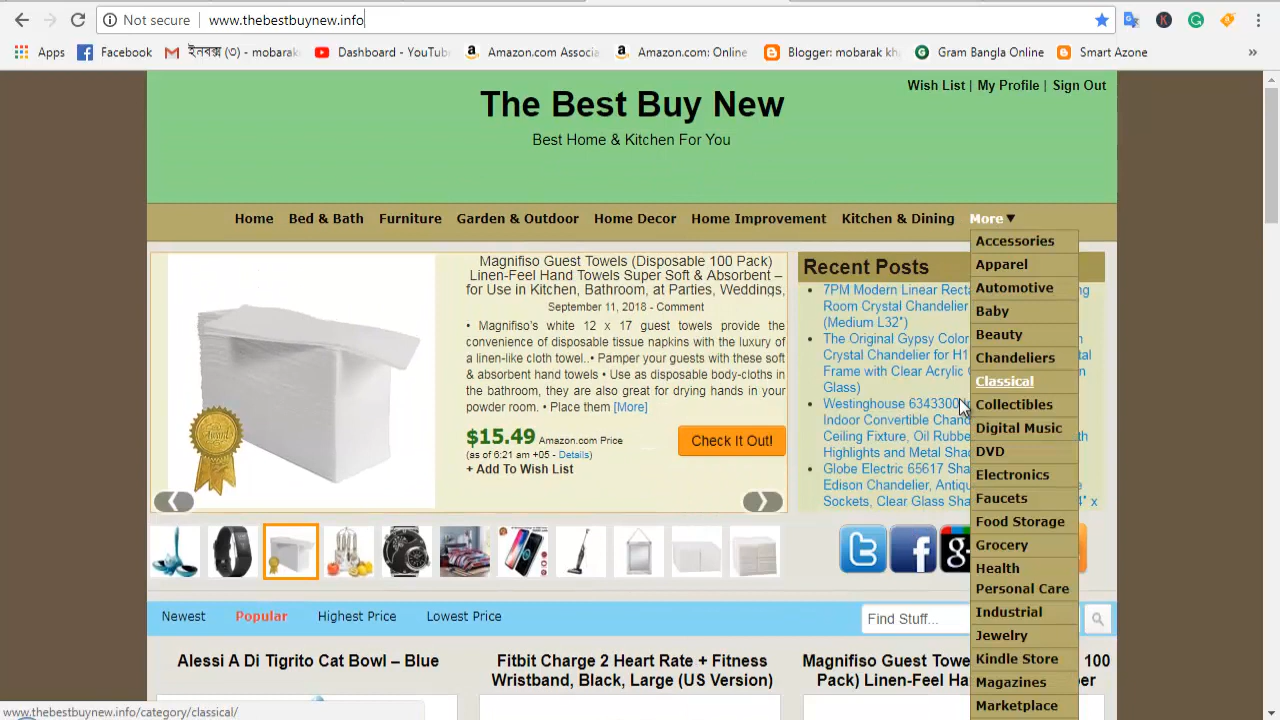 Not secure www.thebestbuynew.info
Apps Facebook ইনবক্স (৩) - mobarak Dashboard - YouTube Amazon.com Associa Amazon.com: Online Blogger: mobarak kh Gram Bangla Online Smart Azone »
Wish List | My Profile | Sign Out
The Best Buy New
Best Home & Kitchen For You
Home Bed & Bath Furniture Garden & Outdoor Home Decor Home Improvement Kitchen & Dining More▼
Accessories
Apparel
Automotive
Baby
Beauty
Chandeliers
Classical
Collectibles
Digital Music
DVD
Electronics
Faucets
Food Storage
Grocery
Health
Personal Care
Industrial
Jewelry
Kindle Store
Magazines
Marketplace
Magnifiso Guest Towels (Disposable 100 Pack)
Linen-Feel Hand Towels Super Soft & Absorbent –
for Use in Kitchen, Bathroom, at Parties, Weddings,
September 11, 2018 - Comment
• Magnifiso's white 12 x 17 guest towels provide the
convenience of disposable tissue napkins with the luxury of
a linen-like cloth towel..• Pamper your guests with these soft
& absorbent hand towels • Use as disposable body-cloths in
the bathroom, they are also great for drying hands in your
powder room. • Place them [More]
$15.49 Amazon.com Price
(as of 6:21 am +05 - Details)
+ Add To Wish List
Check It Out!
Recent Posts
7PM Modern Linear Rect ng
Room Crystal Chandelier
(Medium L32")
The Original Gypsy Color
Crystal Chandelier for H1 et
Frame with Clear Acrylic n
Glass)
Westinghouse 6343300
Indoor Convertible Chand
Ceiling Fixture, Oil Rubbe
Highlights and Metal Sha
Globe Electric 65617 Sha
Edison Chandelier, Antiqu
Sockets, Clear Glass Sha " x
Newest Popular Highest Price Lowest Price Find Stuff...
Alessi A Di Tigrito Cat Bowl – Blue
Fitbit Charge 2 Heart Rate + Fitness
Wristband, Black, Large (US Version)
Magnifiso Guest Towe 100
Pack) Linen-Feel Ha per
www.thebestbuynew.info/category/classical/